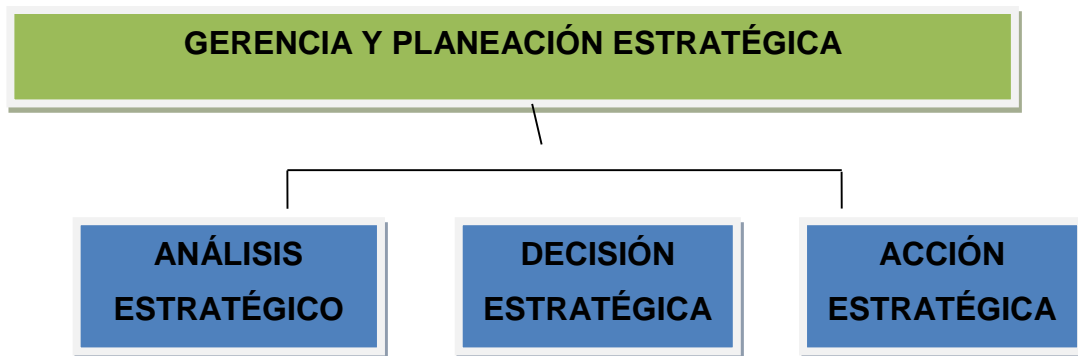 GERENCIA Y PLANEACIÓN ESTRATÉGICA
ANÁLISIS
ESTRATÉGICO
DECISIÓN
ESTRATÉGICA
ACCIÓN
ESTRATÉGICA